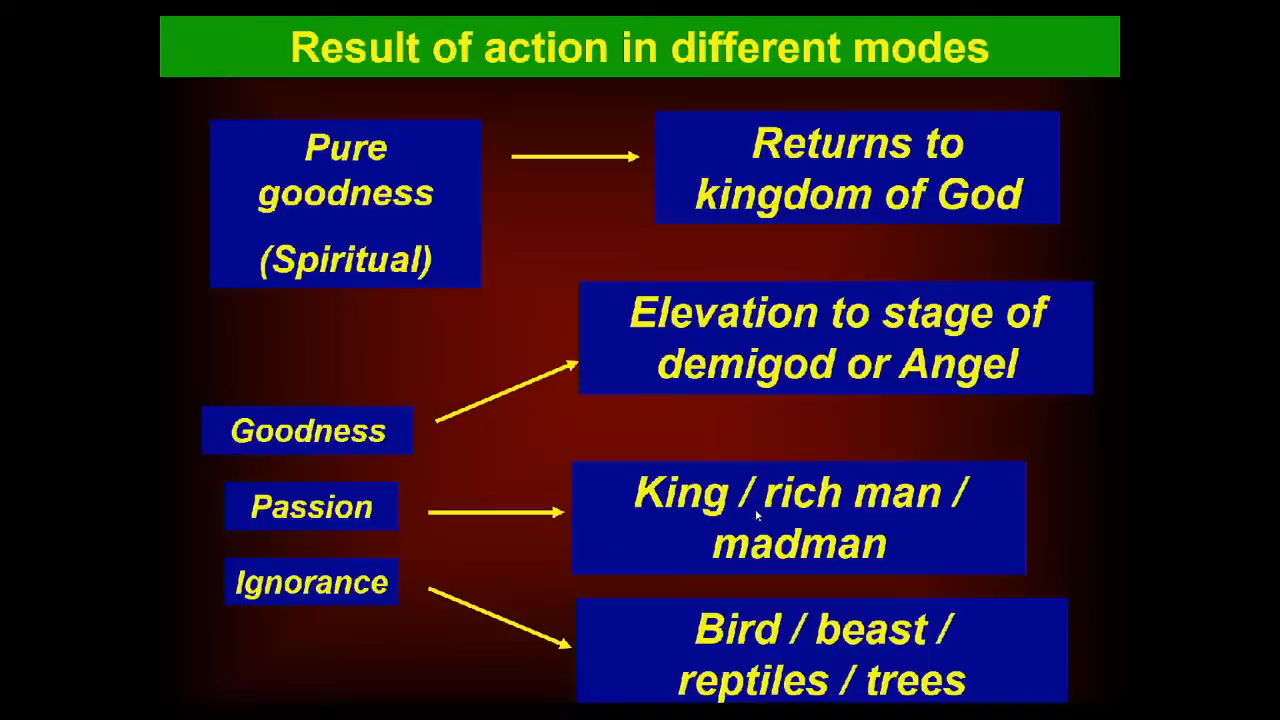 Result of action in different modes
Pure
goodness
(Spiritual)
Returns to
kingdom of God
Elevation to stage of
demigod or Angel
Goodness
Passion
King / rich man /
madman
Ignorance
Bird / beast /
reptiles / trees